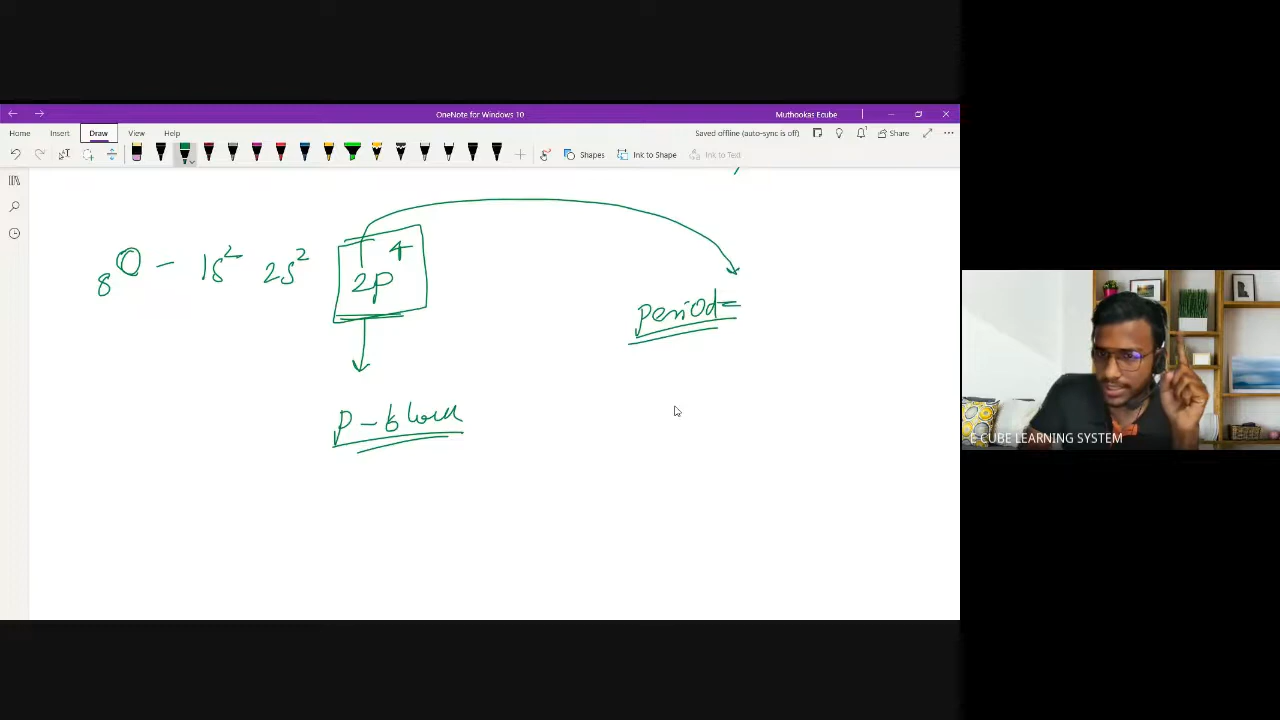 OneNote for Windows 10
Muthookas Ecube
Home Insert Draw View Help
Saved offline (auto-sync is off)
Share
Shapes
Ink to Shape
Ink to Text
8O – 1s² 2s² 2p⁴
Period=
P – block
E CUBE LEARNING SYSTEM